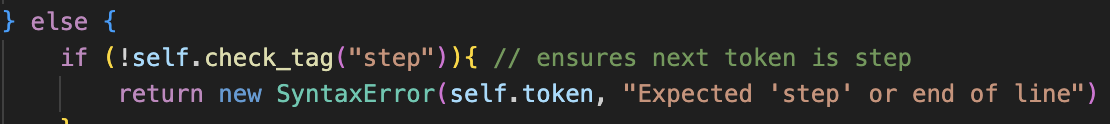 } else {
if (!self.check_tag("step")){ // ensures next token is step
return new SyntaxError(self.token, "Expected 'step' or end of line")
}